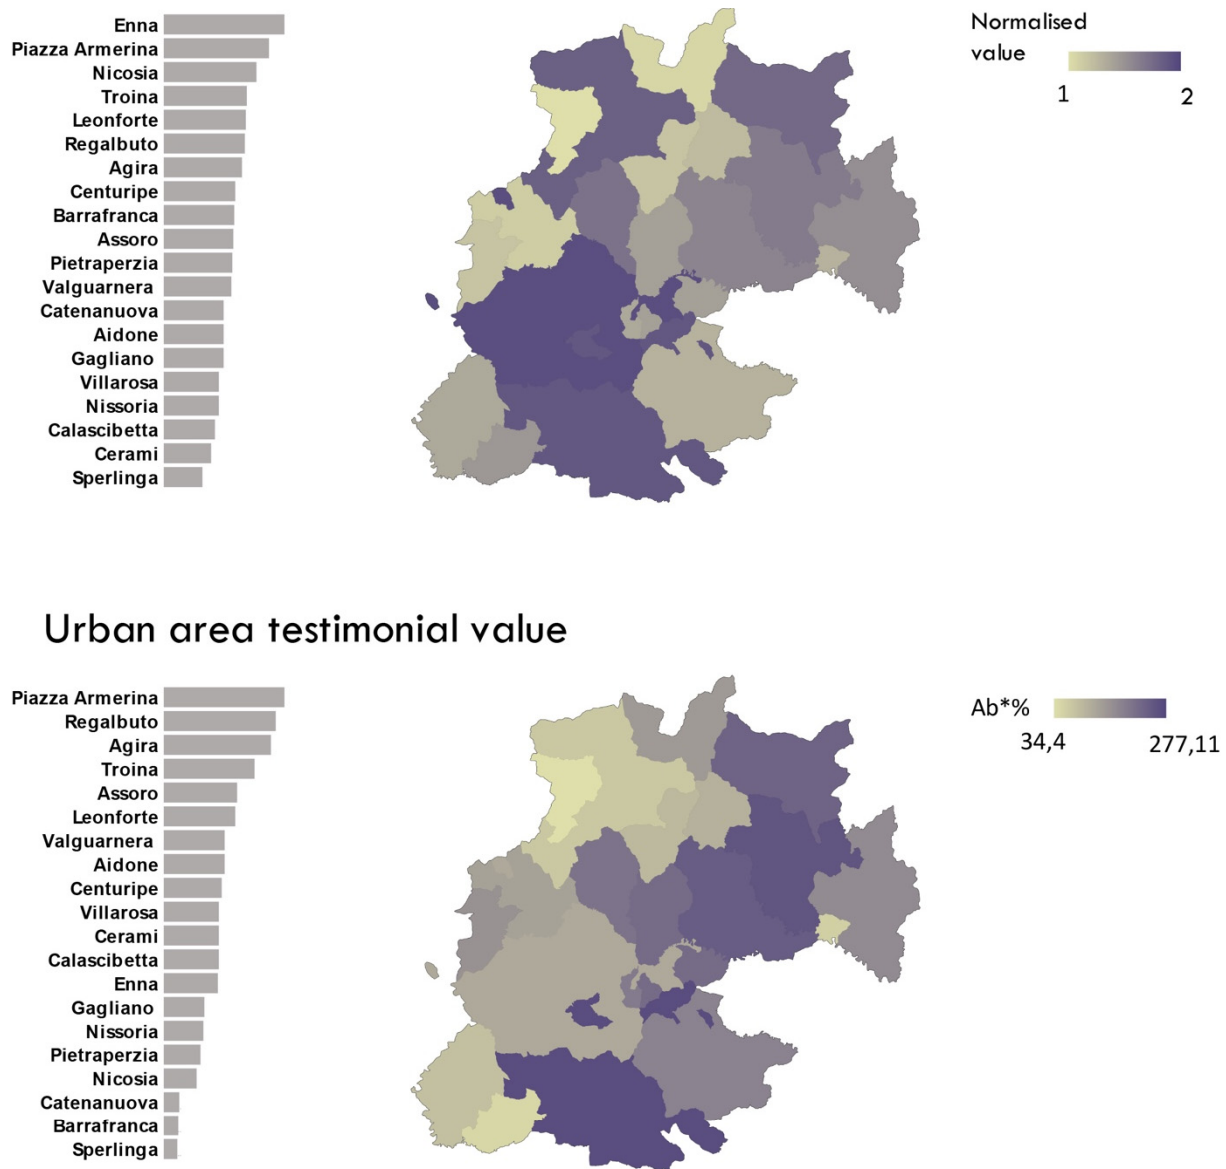 Enna
Piazza Armerina
Nicosia
Troina
Leonforte
Regalbuto
Agira
Centuripe
Barrafranca
Assoro
Pietraperzia
Valguarnera
Catenanuova
Aidone
Gagliano
Villarosa
Nissoria
Calascibetta
Cerami
Sperlinga
Normalised
value
1 2
Urban area testimonial value
Piazza Armerina
Regalbuto
Agira
Troina
Assoro
Leonforte
Valguarnera
Aidone
Centuripe
Villarosa
Cerami
Calascibetta
Enna
Gagliano
Nissoria
Pietraperzia
Nicosia
Catenanuova
Barrafranca
Sperlinga
Ab*%
34,4 277,11